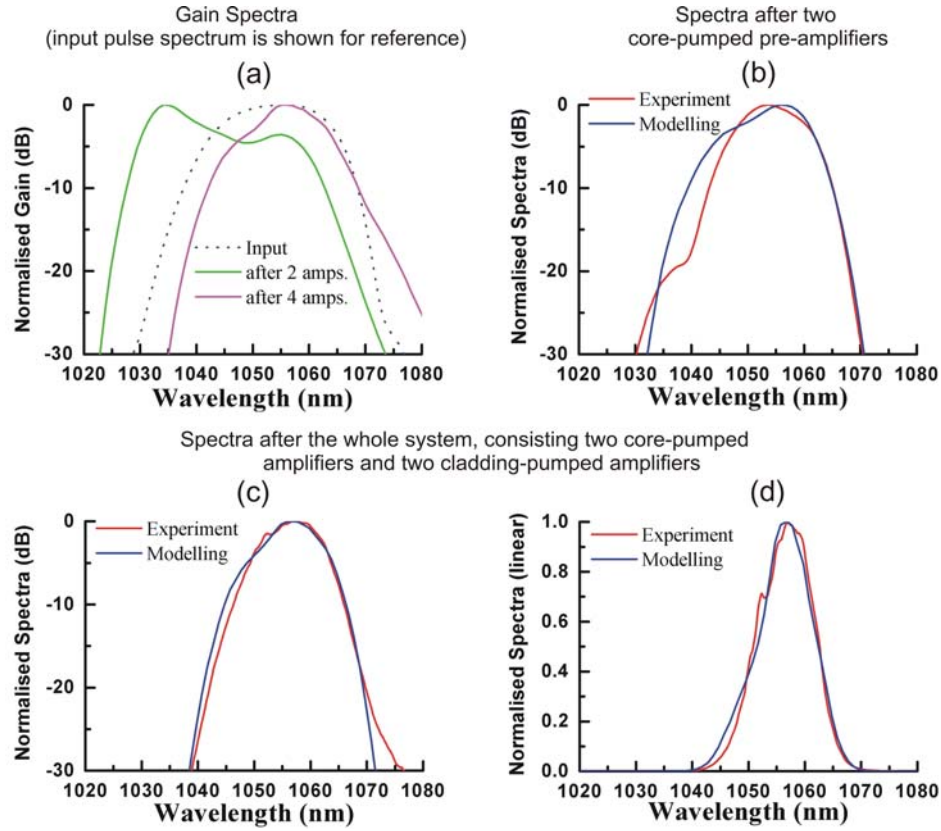 Gain Spectra
(input pulse spectrum is shown for reference)
Spectra after two
core-pumped pre-amplifiers
(a)
0
-10
-20
-30
Normalised Gain (dB)
Input
after 2 amps.
after 4 amps.
1020 1030 1040 1050 1060 1070 1080
Wavelength (nm)
(b)
0
-10
-20
-30
Normalised Spectra (dB)
Experiment
Modelling
1020 1030 1040 1050 1060 1070 1080
Wavelength (nm)
Spectra after the whole system, consisting two core-pumped
amplifiers and two cladding-pumped amplifiers
(c)
0
-10
-20
-30
Normalised Spectra (dB)
Experiment
Modelling
1020 1030 1040 1050 1060 1070 1080
Wavelength (nm)
(d)
1.0
0.8
0.6
0.4
0.2
0.0
Normalised Spectra (linear)
Experiment
Modelling
1020 1030 1040 1050 1060 1070 1080
Wavelength (nm)